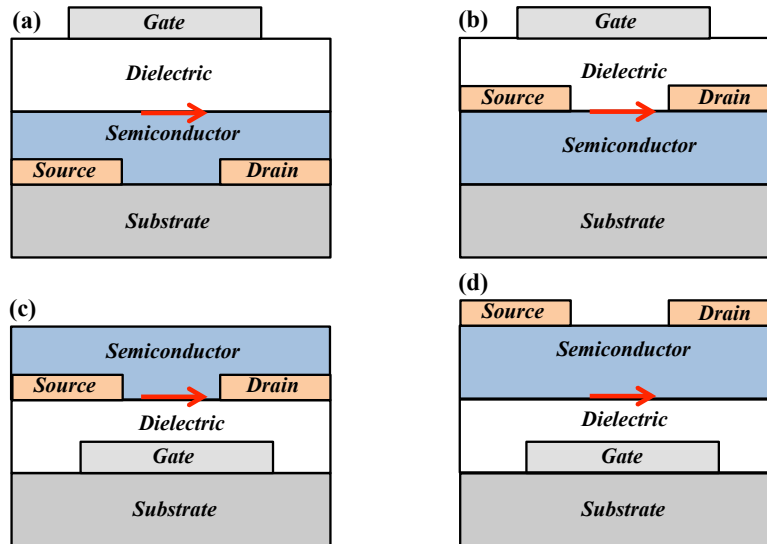 (a)
Gate
Dielectric
Semiconductor
Source Drain
Substrate
(b)
Gate
Dielectric
Source Drain
Semiconductor
Substrate
(c)
Semiconductor
Source Drain
Dielectric
Gate
Substrate
(d)
Source Drain
Semiconductor
Dielectric
Gate
Substrate